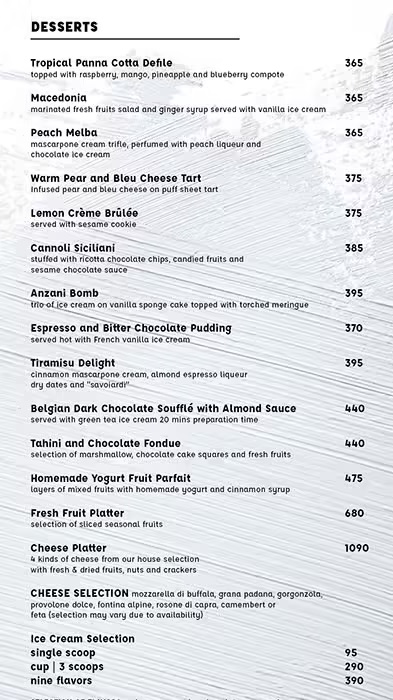 DESSERTS
Tropical Panna Cotta Defile 365
topped with raspberry, mango, pineapple and blueberry compote
Macedonia 365
marinated fresh fruits salad and ginger syrup served with vanilla ice cream
Peach Melba 365
mascarpone cream trifle, perfumed with peach liqueur and
chocolate ice cream
Warm Pear and Bleu Cheese Tart 375
Infused pear and bleu cheese on puff sheet tart
Lemon Crème Brûlée 375
served with sesame cookie
Cannoli Siciliani 385
stuffed with ricotta chocolate chips, candied fruits and
sesame chocolate sauce
Anzani Bomb 395
trio of ice cream on vanilla sponge cake topped with torched meringue
Espresso and Bitter Chocolate Pudding 370
served hot with French vanilla ice cream
Tiramisu Delight 395
cinnamon mascarpone cream, almond espresso liqueur
dry dates and "savoiardi"
Belgian Dark Chocolate Soufflé with Almond Sauce 440
served with green tea ice cream 20 mins preparation time
Tahini and Chocolate Fondue 440
selection of marshmallow, chocolate cake squares and fresh fruits
Homemade Yogurt Fruit Parfait 475
layers of mixed fruits with homemade yogurt and cinnamon syrup
Fresh Fruit Platter 680
selection of sliced seasonal fruits
Cheese Platter 1090
4 kinds of cheese from our house selection
with fresh & dried fruits, nuts and crackers
CHEESE SELECTION mozzarella di buffala, grana padana, gorgonzola,
provolone dolce, fontina alpine, rosone di capra, camembert or
feta (selection may vary due to availability)
Ice Cream Selection
single scoop 95
cup | 3 scoops 290
nine flavors 390